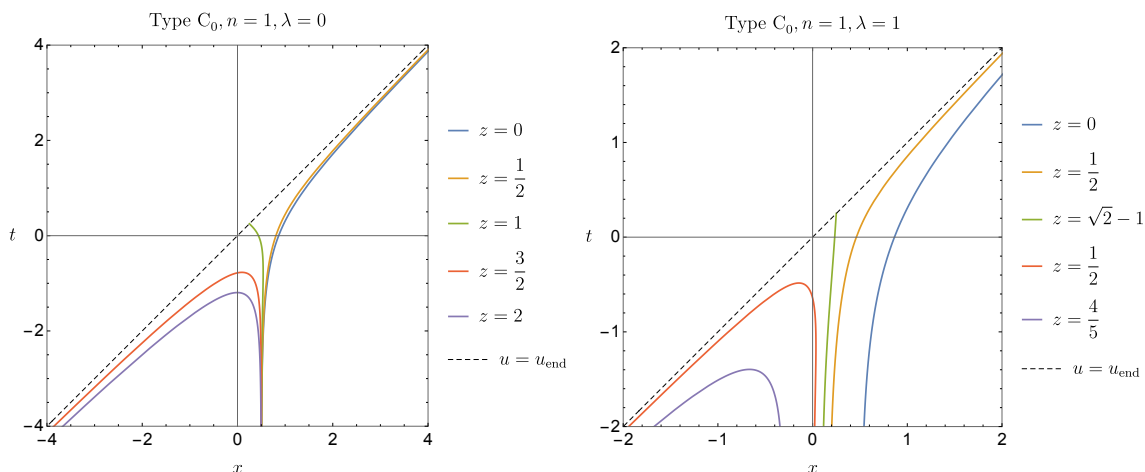 Type C₀, n = 1, λ = 0
4
2
0
−2
−4
−4
−2
0
2
4
t
x
z = 0
z = 1/2
z = 1
z = 3/2
z = 2
u = u_end
Type C₀, n = 1, λ = 1
2
1
0
−1
−2
−2
−1
0
1
2
t
x
z = 0
z = 1/2
z = √2 − 1
z = 1/2
z = 4/5
u = u_end